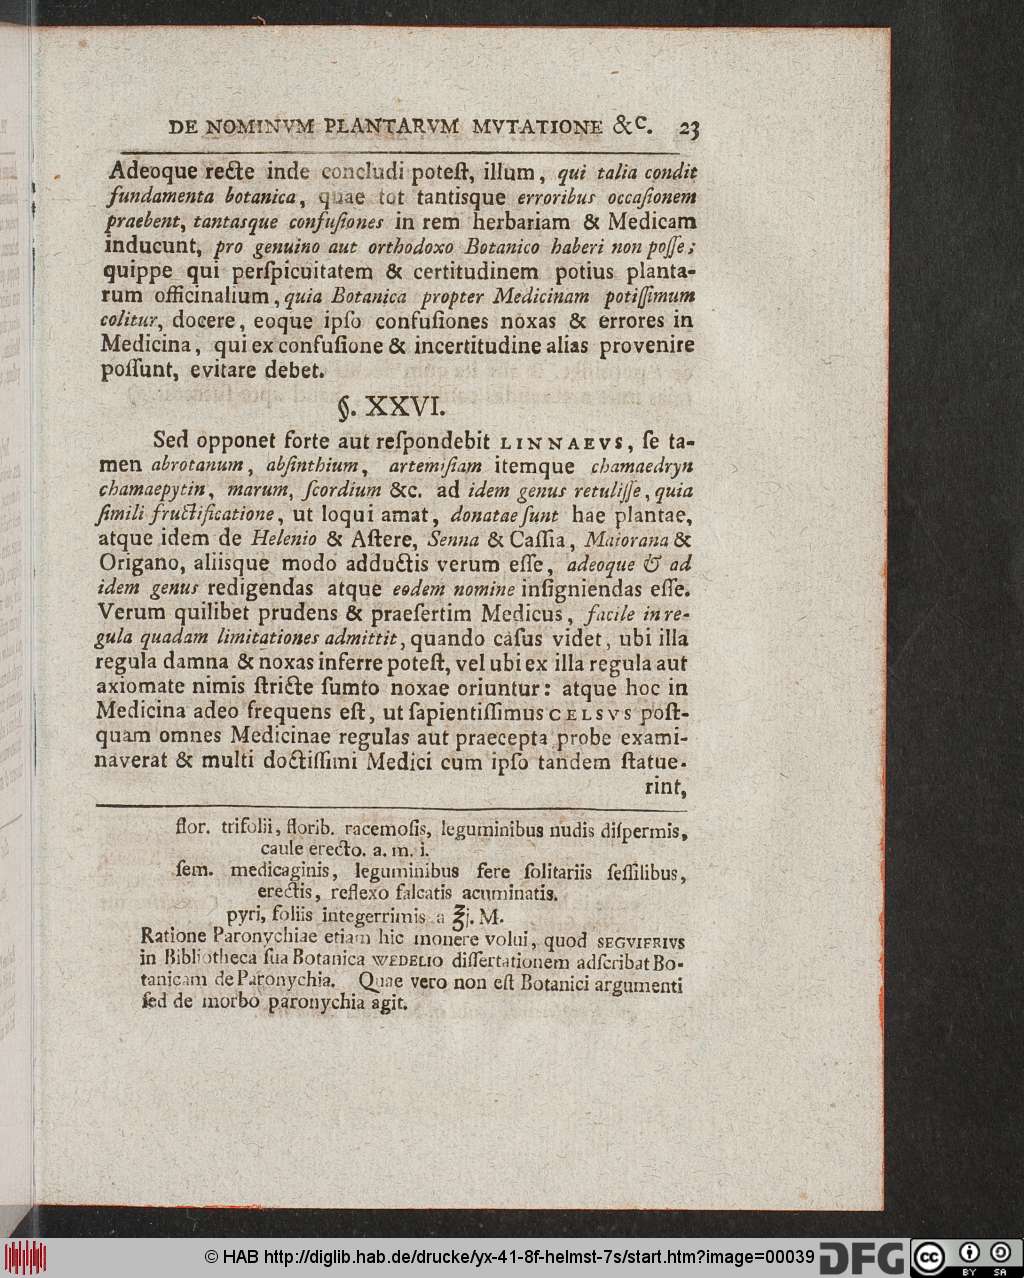 DE NOMINVM PLANTARVM MVTATIONE &c. 23
Adeoque recte inde concludi poteſt, illum, qui talia condit
fundamenta botanica, quae tot tantisque erroribus occaſionem
praebent, tantasque confuſiones in rem herbariam & Medicam
inducunt, pro genuino aut orthodoxo Botanico haberi non poſſe;
quippe qui perſpicuitatem & certitudinem potius planta-
rum officinalium, quia Botanica propter Medicinam potiſſimum
colitur, docere, eoque ipſo confuſiones noxas & errores in
Medicina, qui ex confuſione & incertitudine alias provenire
poſſunt, evitare debet.
§. XXVI.
Sed opponet forte aut reſpondebit LINNAEVS, ſe ta-
men abrotanum, abſinthium, artemiſiam itemque chamaedryn
chamaepytin, marum, ſcordium &c. ad idem genus retuliſſe, quia
ſimili fructificatione, ut loqui amat, donatae ſunt hae plantae,
atque idem de Helenio & Aſtere, Senna & Caſſia, Maiorana &
Origano, aliisque modo adductis verum eſſe, adeoque & ad
idem genus redigendas atque eodem nomine inſigniendas eſſe.
Verum quilibet prudens & praeſertim Medicus, facile in re-
gula quadam limitationes admittit, quando caſus videt, ubi illa
regula damna & noxas inferre poteſt, vel ubi ex illa regula aut
axiomate nimis ſtricte ſumto noxae oriuntur: atque hoc in
Medicina adeo frequens eſt, ut ſapientiſſimus CELSVS poſt-
quam omnes Medicinae regulas aut praecepta probe exami-
naverat & multi doctiſſimi Medici cum ipſo tandem ſtatue-
rint,
flor. trifolii, florib. racemoſis, leguminibus nudis diſpermis,
caule erecto. a. m. i.
ſem. medicaginis, leguminibus fere ſolitariis ſeſſilibus,
erectis, reflexo falcatis acuminatis.
pyri, foliis integerrimis a ℥j. M.
Ratione Paronychiae etiam hic monere volui, quod SEGVIERIVS
in Bibliotheca ſua Botanica WEDELIO diſſertationem adſcribat Bo-
tanicam de Paronychia. Quae vero non eſt Botanici argumenti
ſed de morbo paronychia agit.
© HAB http://diglib.hab.de/drucke/yx-41-8f-helmst-7s/start.htm?image=00039 DFG cc BY SA